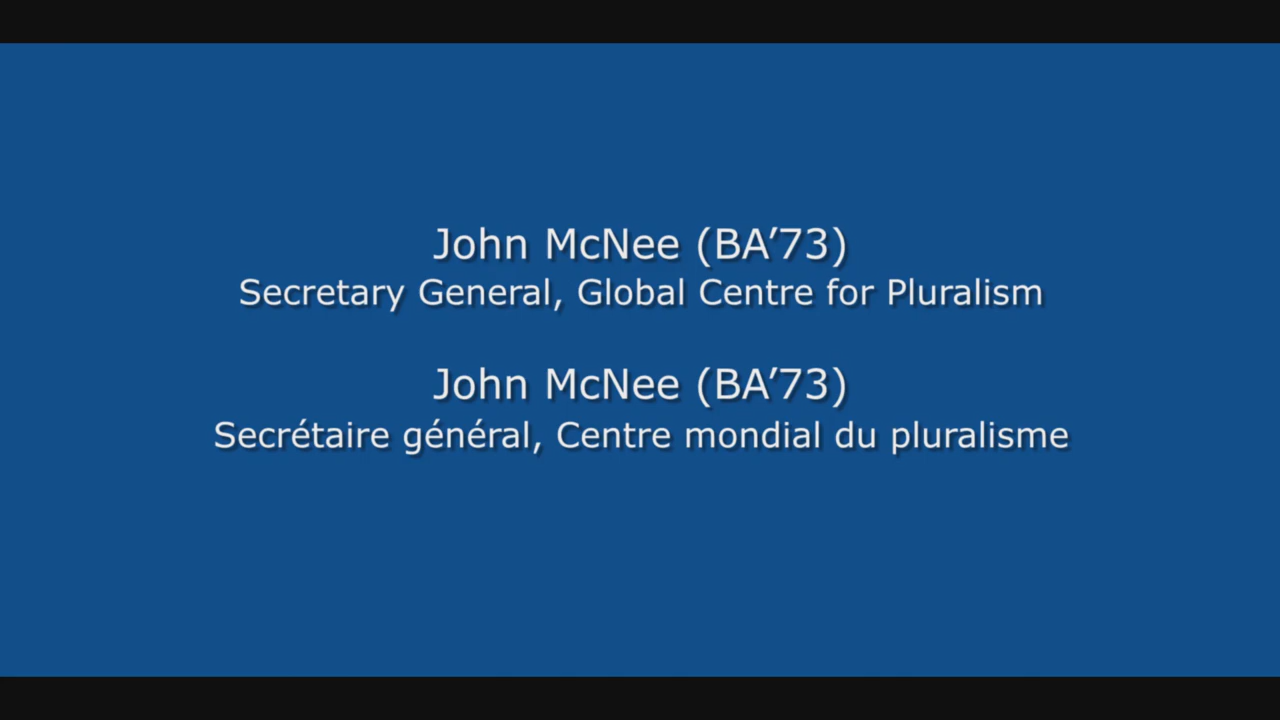 John McNee (BA’73)
Secretary General, Global Centre for Pluralism
John McNee (BA’73)
Secrétaire général, Centre mondial du pluralisme